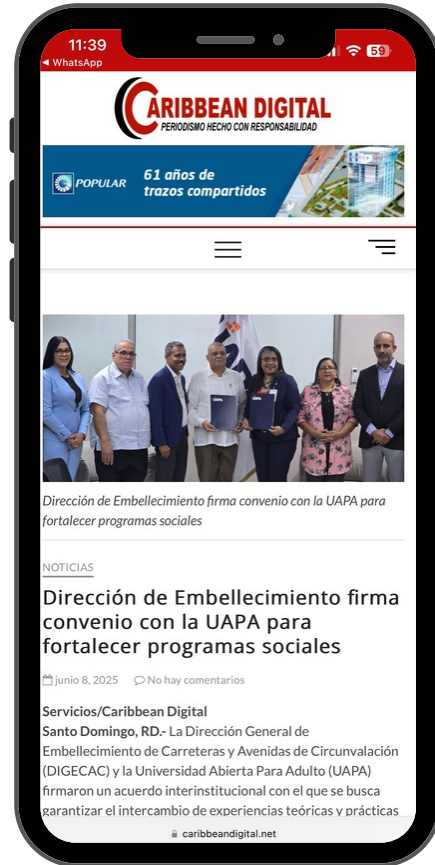 11:39
59
WhatsApp
CARIBBEAN DIGITAL
PERIODISMO HECHO CON RESPONSABILIDAD
POPULAR
61 años de
trazos compartidos
Dirección de Embellecimiento firma convenio con la UAPA para
fortalecer programas sociales
NOTICIAS
Dirección de Embellecimiento firma
convenio con la UAPA para
fortalecer programas sociales
junio 8, 2025 No hay comentarios
Servicios/Caribbean Digital
Santo Domingo, RD.- La Dirección General de
Embellecimiento de Carreteras y Avenidas de Circunvalación
(DIGECAC) y la Universidad Abierta Para Adulto (UAPA)
firmaron un acuerdo interinstitucional con el que se busca
garantizar el intercambio de experiencias teóricas y prácticas
caribbeandigital.net